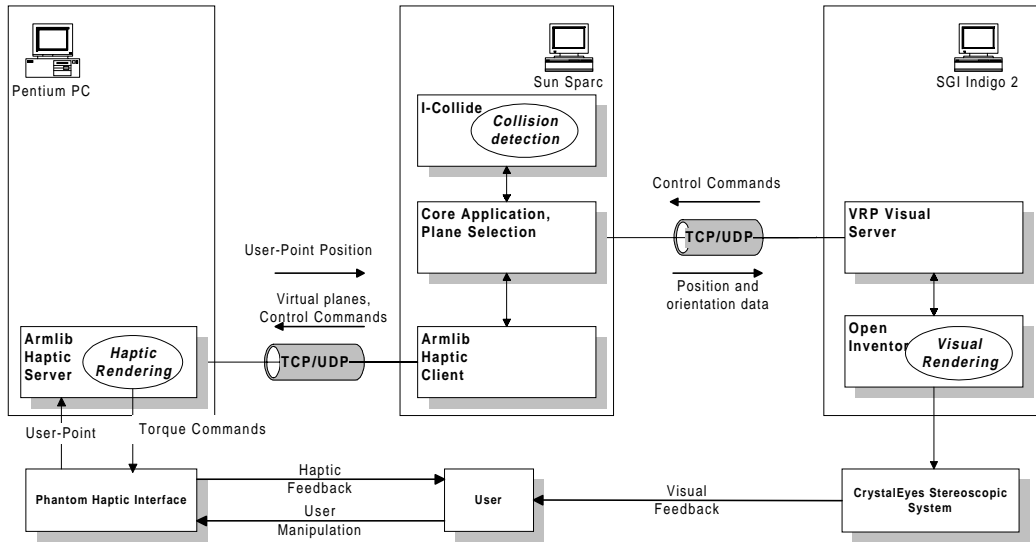 Pentium PC
Sun Sparc
SGI Indigo 2
I-Collide
Collision
detection
Control Commands
Core Application,
Plane Selection
VRP Visual
Server
TCP/UDP
User-Point Position
Position and
orientation data
Virtual planes,
Control Commands
Armlib
Haptic
Server
Haptic
Rendering
TCP/UDP
Armlib
Haptic
Client
Open
Inventor
Visual
Rendering
User-Point
Torque Commands
Phantom Haptic Interface
Haptic
Feedback
User
Manipulation
User
Visual
Feedback
CrystalEyes Stereoscopic
System